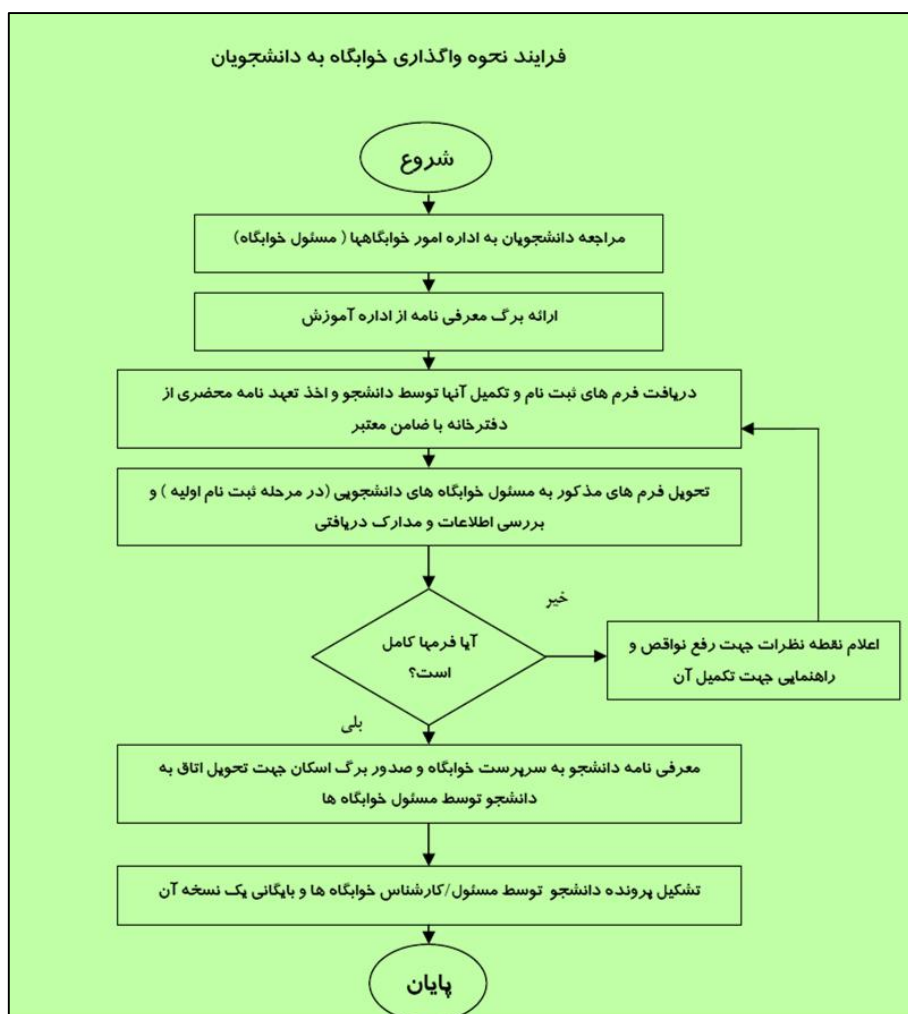 فرایند نحوه واگذاری خوابگاه به دانشجویان
شروع
مراجعه دانشجویان به اداره امور خوابگاهها ( مسئول خوابگاه)
ارائه برگ معرفی نامه از اداره آموزش
دریافت فرم های ثبت نام و تکمیل آنها توسط دانشجو و اخذ تعهد نامه محضری از
دفترخانه با ضامن معتبر
تحویل فرم های مذکور به مسئول خوابگاه های دانشجویی (در مرحله ثبت نام اولیه ) و
بررسی اطلاعات و مدارک دریافتی
آیا فرمها کامل
است؟
خیر
اعلام نقطه نظرات جهت رفع نواقص و
راهنمایی جهت تکمیل آن
بلی
معرفی نامه دانشجو به سرپرست خوابگاه و صدور برگ اسکان جهت تحویل اتاق به
دانشجو توسط مسئول خوابگاه ها
تشکیل پرونده دانشجو توسط مسئول/کارشناس خوابگاه ها و بایگانی یک نسخه آن
پایان